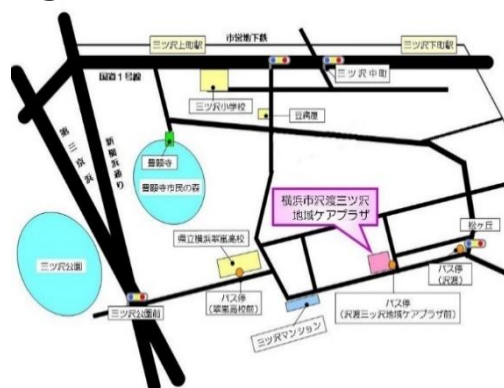 市営地下鉄
三ツ沢上町駅
三ツ沢下町駅
国道1号線
三ツ沢中町
三ツ沢小学校
豆腐屋
第三京浜
新横浜通り
豊顕寺
豊顕寺市民の森
横浜市沢渡三ツ沢
地域ケアプラザ
松ヶ丘
県立横浜翠嵐高校
三ツ沢公園
バス停
(沢渡)
バス停
(翠嵐高校前)
バス停
(沢渡三ツ沢地域ケアプラザ前)
三ツ沢公園前
三ツ沢マンション